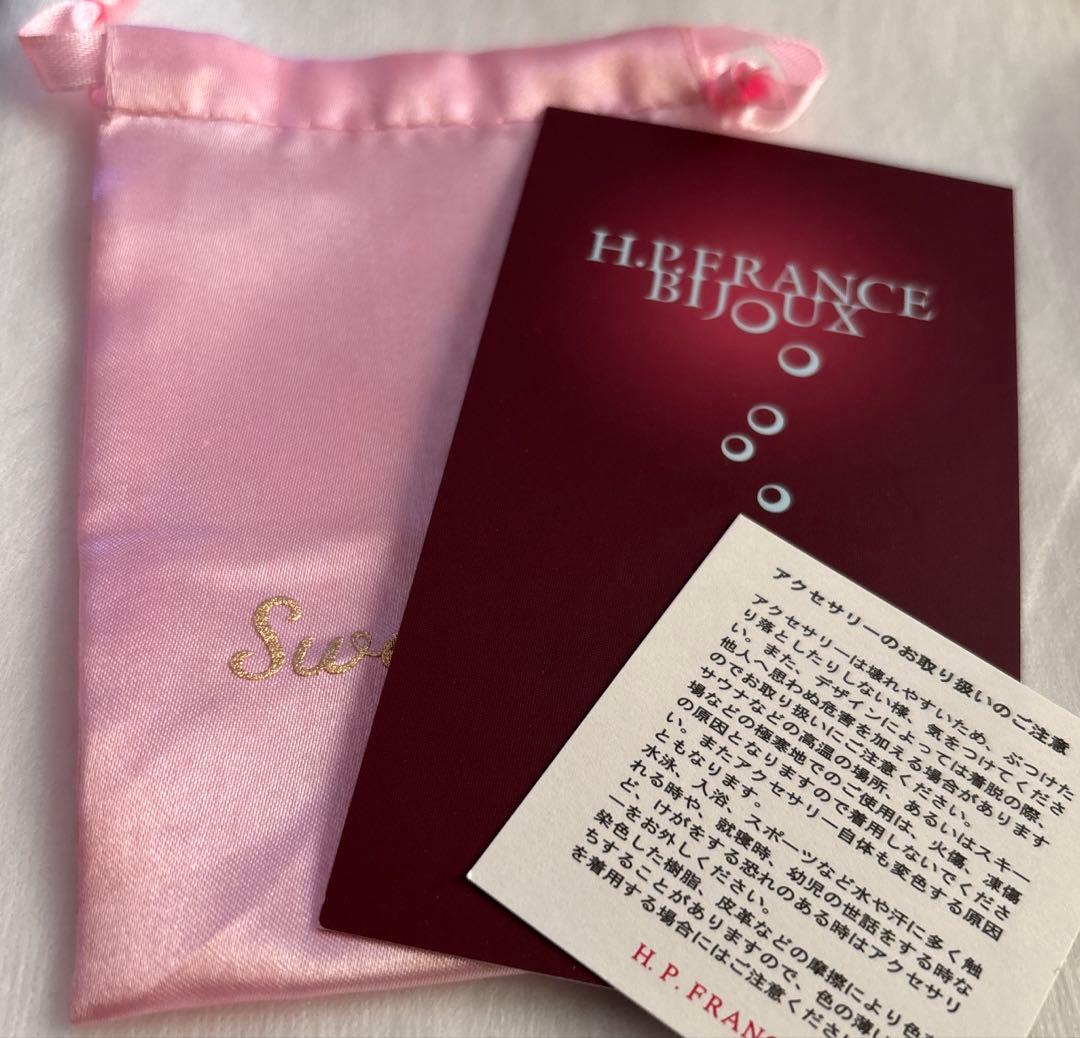 H.P.FRANCE
BIJOUX
Swe
アクセサリーのお取り扱いのご注意
アクセサリーは壊れやすいため、ぶつけた
り落としたりしない様、気をつけてくださ
い。また、デザインによっては着脱の際、
他人へ思わぬ危害を加える場合があります
のでお取り扱いにご注意ください。
サウナなどの高温の場所、あるいはスキー
場などの極寒地でのご使用は、火傷、凍傷
の原因となりますので着用しないでくださ
い。またアクセサリー自体も変色する原因
ともなります。
水泳、入浴、スポーツなど水や汗に多く触
れる時や、就寝時、幼児の世話をする時な
ど、けがをする恐れのある時はアクセサリ
ーをお外しください。
染色した樹脂、皮革などの摩擦により色
ちすることがありますので、色の薄い
を着用する場合にはご注意くださ
H.P.FRANC